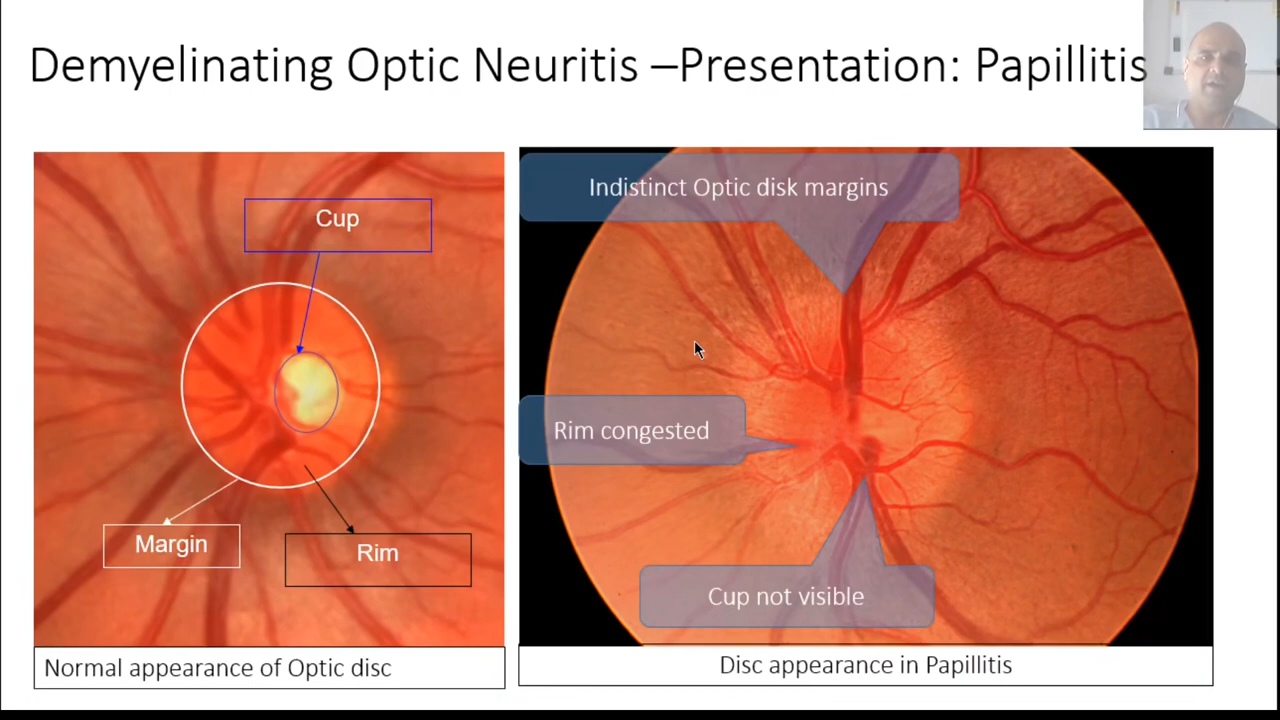 Demyelinating Optic Neuritis –Presentation: Papillitis
Cup
Margin
Rim
Normal appearance of Optic disc
Indistinct Optic disk margins
Rim congested
Cup not visible
Disc appearance in Papillitis